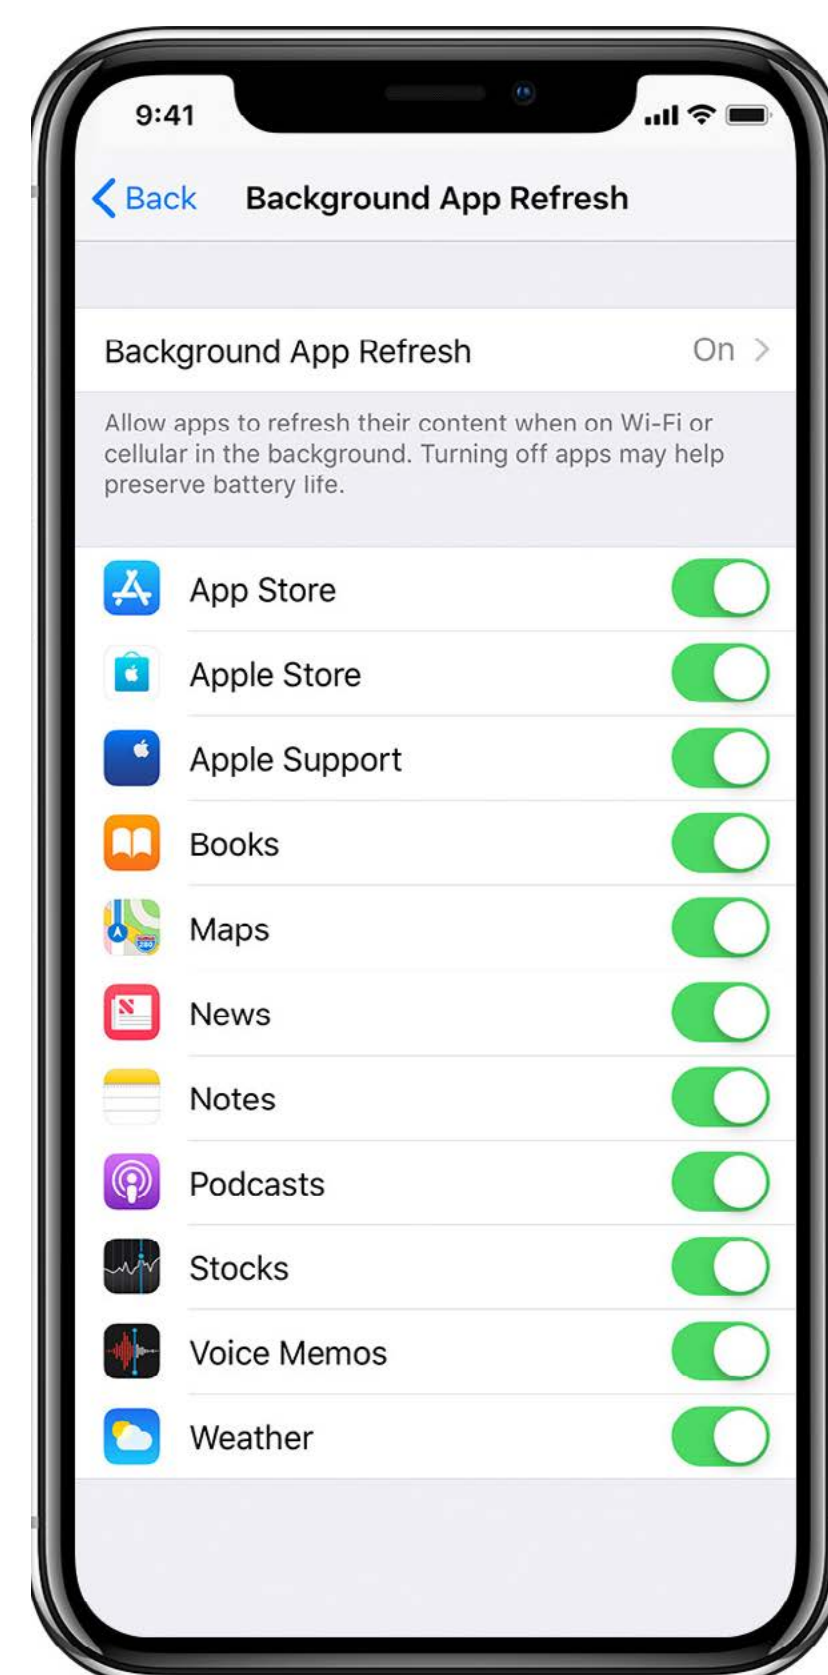 9:41
Back
Background App Refresh
Background App Refresh
On
Allow apps to refresh their content when on Wi-Fi or
cellular in the background. Turning off apps may help
preserve battery life.
App Store
Apple Store
Apple Support
Books
280
Maps
News
Notes
Podcasts
Stocks
Voice Memos
Weather